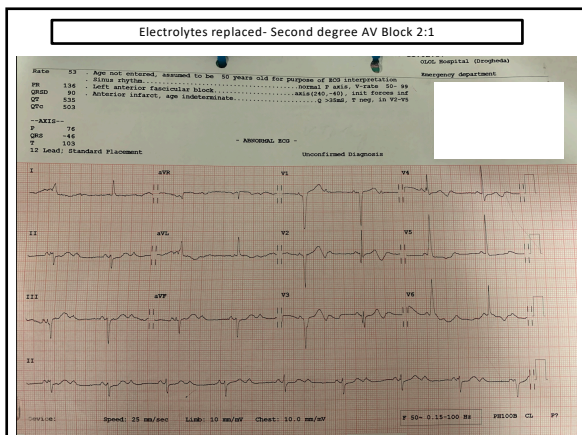 Electrolytes replaced- Second degree AV Block 2:1
OLOL Hospital (Drogheda)
Emergency department
Rate 53 . Age not entered, assumed to be 50 years old for purpose of ECG interpretation
. Sinus rhythm.....................................normal P axis, V-rate 50- 99
PR 136 . Left anterior fascicular block....................axis(240,-40), init forces inf
QRSD 90 . Anterior infarct, age indeterminate.....................Q >35mS, T neg, in V2-V5
QT 535
QTc 503
--AXIS--
P 76
QRS -46
T 103
- ABNORMAL ECG -
12 Lead; Standard Placement
Unconfirmed Diagnosis
I aVR V1 V4
II aVL V2 V5
III aVF V3 V6
II
Device: Speed: 25 mm/sec Limb: 10 mm/mV Chest: 10.0 mm/mV F 50~ 0.15-100 Hz PH100B CL P?